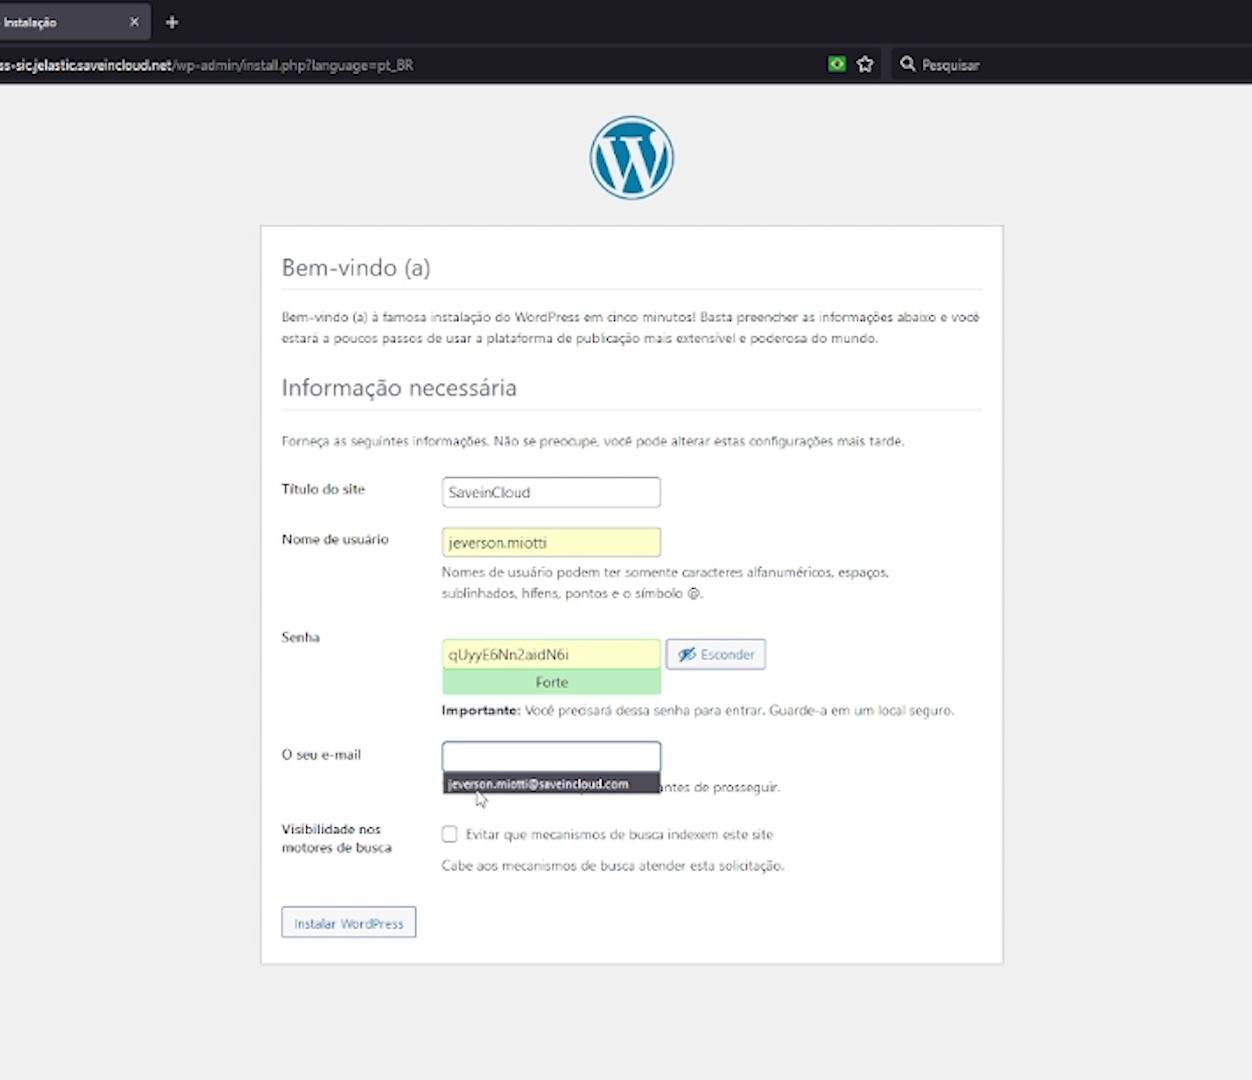 Instalação
ss-sic.jelastic.saveincloud.net/wp-admin/install.php?language=pt_BR
Pesquisar
Bem-vindo (a)
Bem-vindo (a) à famosa instalação do WordPress em cinco minutos! Basta preencher as informações abaixo e você
estará a poucos passos de usar a plataforma de publicação mais extensível e poderosa do mundo.
Informação necessária
Forneça as seguintes informações. Não se preocupe, você pode alterar estas configurações mais tarde.
Título do site
SaveinCloud
Nome de usuário
jeverson.miotti
Nomes de usuário podem ter somente caracteres alfanuméricos, espaços,
sublinhados, hífens, pontos e o símbolo @.
Senha
qUyyE6Nn2aidN6i
Esconder
Forte
Importante: Você precisará dessa senha para entrar. Guarde-a em um local seguro.
O seu e-mail
jeverson.miotti@saveincloud.com
antes de prosseguir.
Visibilidade nos
motores de busca
Evitar que mecanismos de busca indexem este site
Cabe aos mecanismos de busca atender esta solicitação.
Instalar WordPress